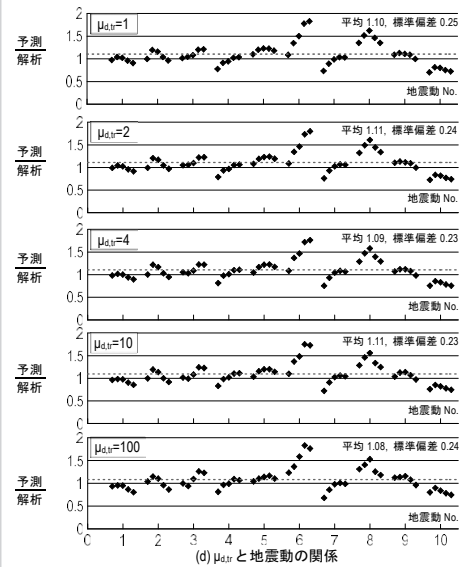 μd,tr=1
平均 1.10, 標準偏差 0.25
予測
解析
2
1.5
1
0.5
0
地震動 No.
μd,tr=2
平均 1.11, 標準偏差 0.24
予測
解析
2
1.5
1
0.5
0
地震動 No.
μd,tr=4
平均 1.09, 標準偏差 0.23
予測
解析
2
1.5
1
0.5
0
地震動 No.
μd,tr=10
平均 1.11, 標準偏差 0.23
予測
解析
2
1.5
1
0.5
0
地震動 No.
μd,tr=100
平均 1.08, 標準偏差 0.24
予測
解析
2
1.5
1
0.5
0
地震動 No.
0 1 2 3 4 5 6 7 8 9 10
(d) μd,trと地震動の関係